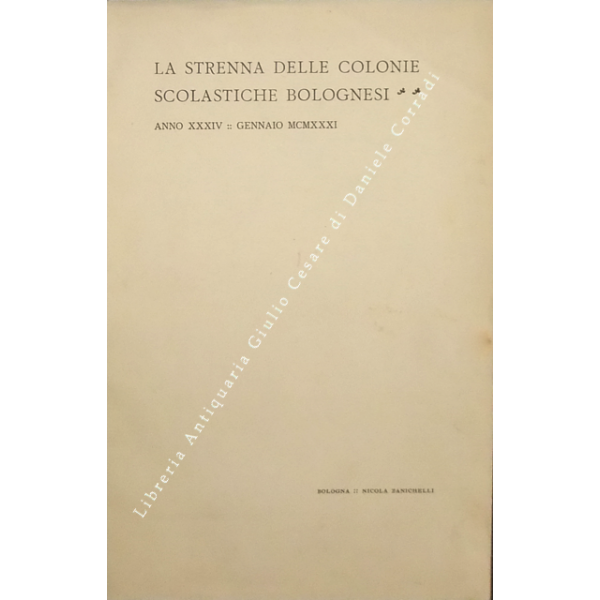 LA STRENNA DELLE COLONIE
SCOLASTICHE BOLOGNESI
ANNO XXXIV :: GENNAIO MCMXXXI
Libreria Antiquaria Giulio Cesare di Daniele Corradi
BOLOGNA :: NICOLA ZANICHELLI